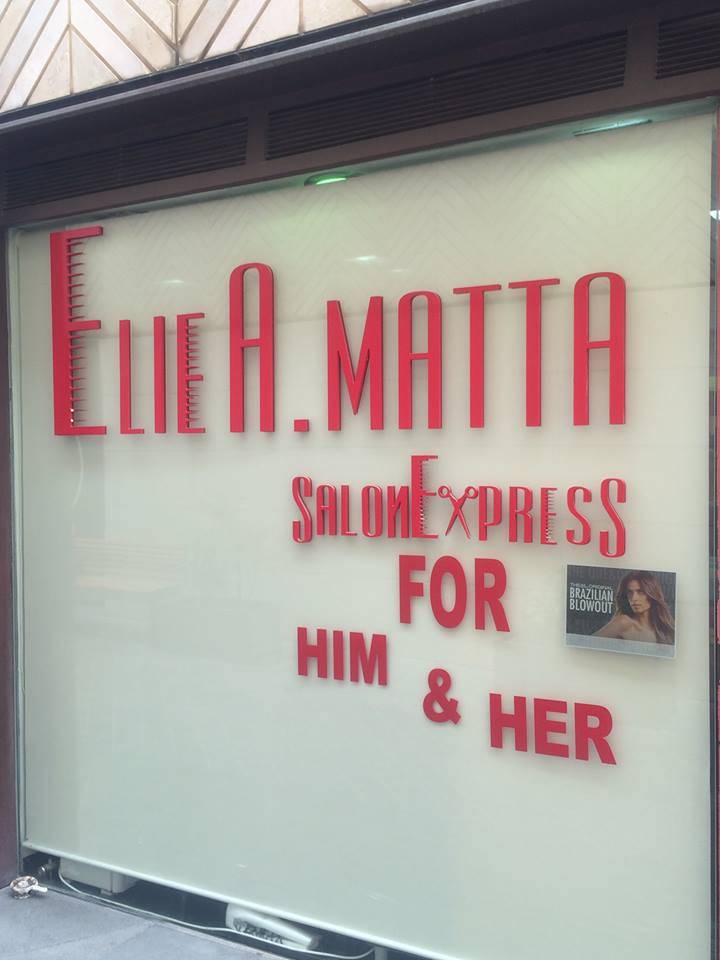 ELIE A. MATTA
SALON EXPRESS
FOR
HIM
& HER
BRAZILIAN
BLOWOUT